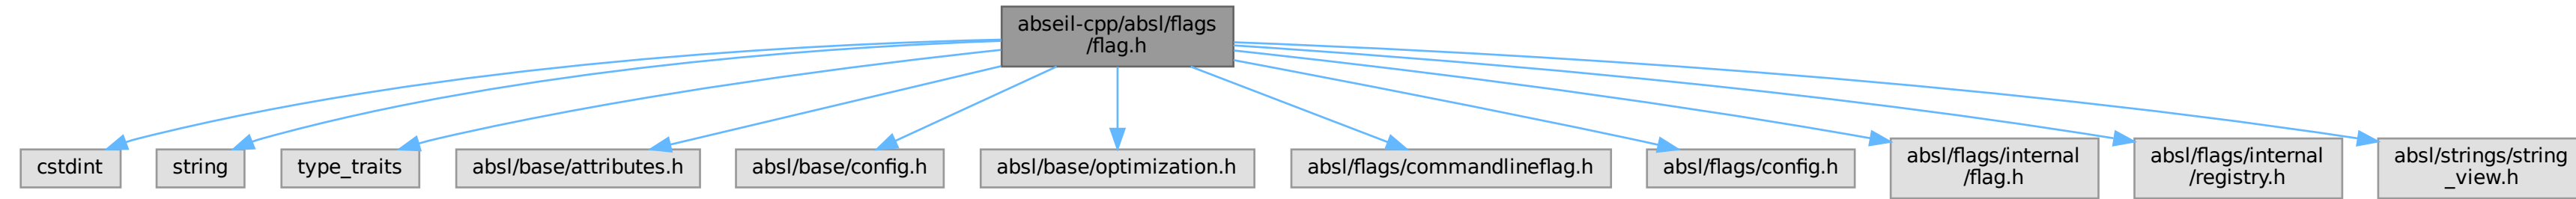 abseil-cpp/absl/flags
/flag.h
cstdint
string
type_traits
absl/base/attributes.h
absl/base/config.h
absl/base/optimization.h
absl/flags/commandlineflag.h
absl/flags/config.h
absl/flags/internal
/flag.h
absl/flags/internal
/registry.h
absl/strings/string
_view.h